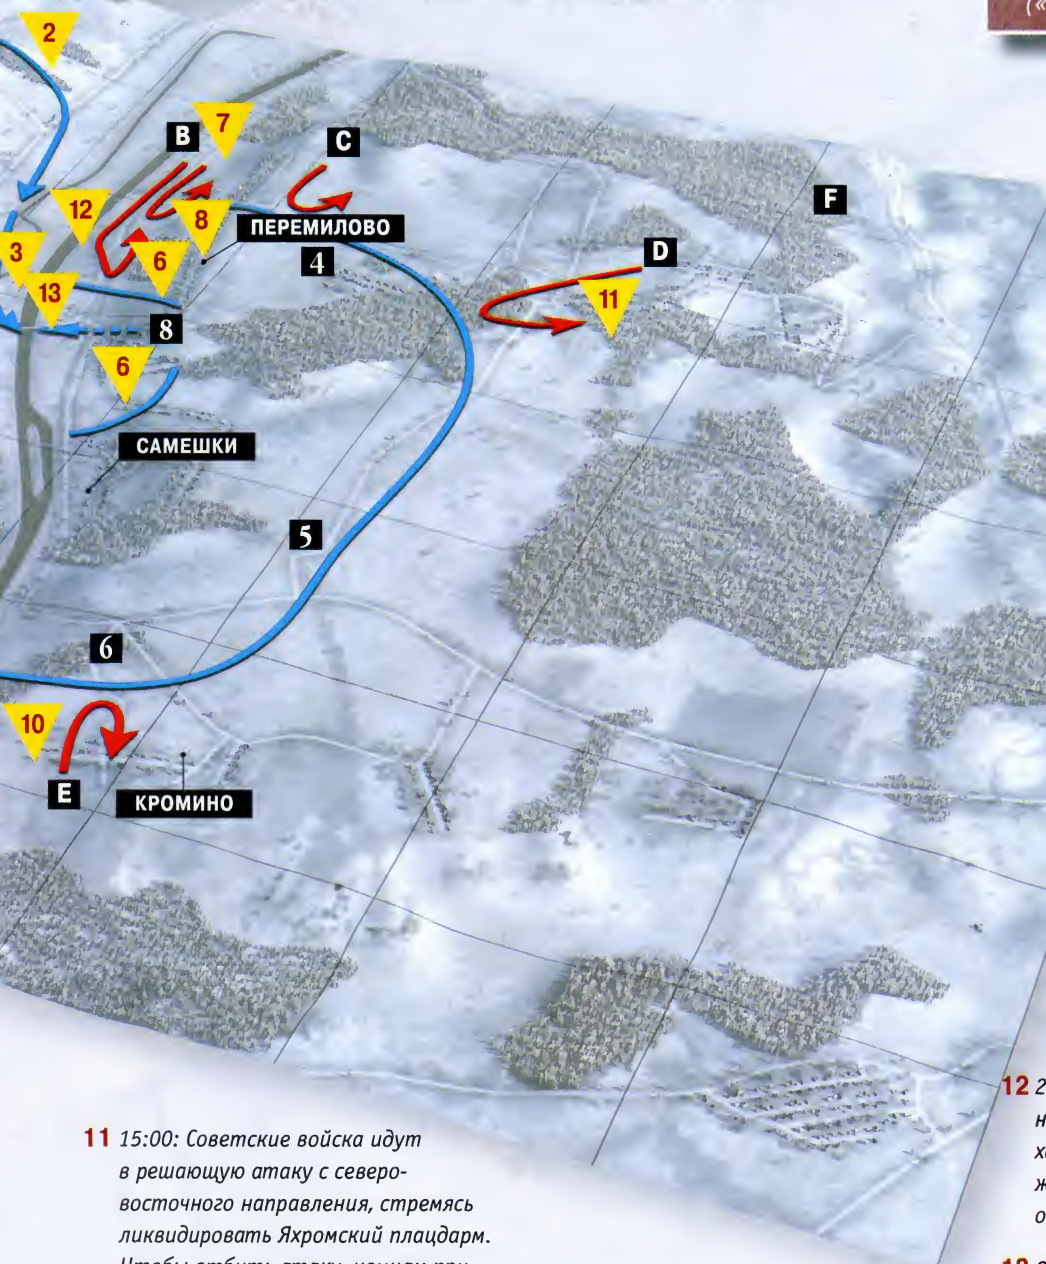 («
2
7
B
C
12
8
F
ПЕРЕМИЛОВО
3
6
4
D
13
11
8
6
САМЕШКИ
5
6
10
E
КРОМИНО
11 15:00: Советские войска идут
в решающую атаку с северо-
восточного направления, стремясь
ликвидировать Яхромский плацдарм.
12 2
н
ж
о